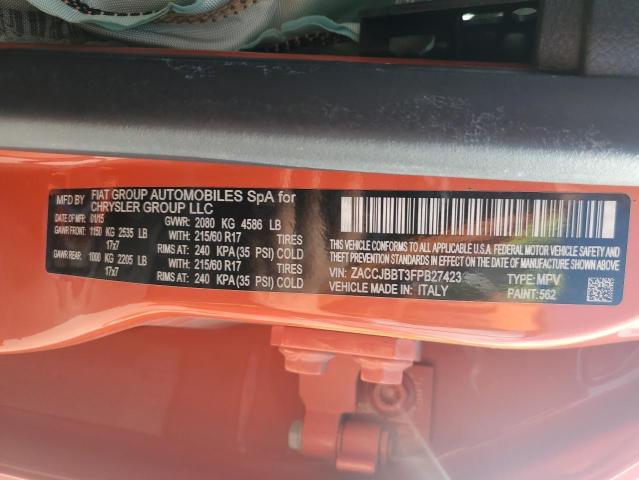 MFD BY FIAT GROUP AUTOMOBILES SpA for
CHRYSLER GROUP LLC
DATE OF MFR: 01/15 GVWR: 2080 KG 4586 LB
GAWR FRONT: 1150 KG 2535 LB WITH: 215/60 R17 TIRES
17x7 RIMS AT: 240 KPA (35 PSI) COLD
GAWR REAR: 1000 KG 2205 LB WITH: 215/60 R17 TIRES
17x7 RIMS AT: 240 KPA (35 PSI) COLD
THIS VEHICLE CONFORMS TO ALL APPLICABLE U.S.A. FEDERAL MOTOR VEHICLE SAFETY AND
THEFT PREVENTION STANDARDS IN EFFECT ON THE DATE OF MANUFACTURE SHOWN ABOVE.
VIN: ZACCJBBT3FPB27423 TYPE: MPV
VEHICLE MADE IN: ITALY PAINT: 562